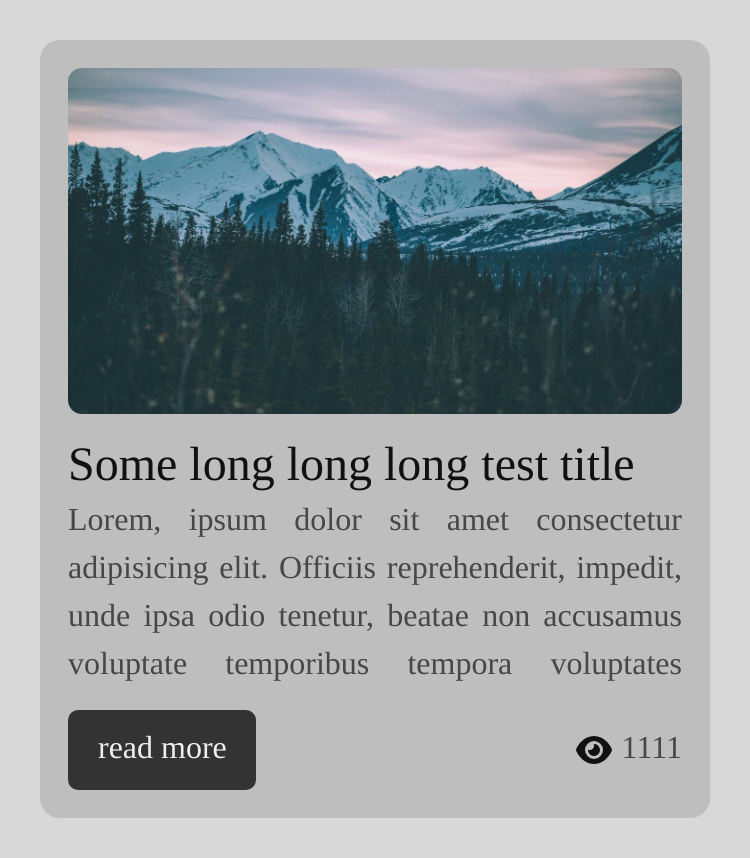 Some long long long test title
Lorem, ipsum dolor sit amet consectetur
adipisicing elit. Officiis reprehenderit, impedit,
unde ipsa odio tenetur, beatae non accusamus
voluptate temporibus tempora voluptates
read more
1111